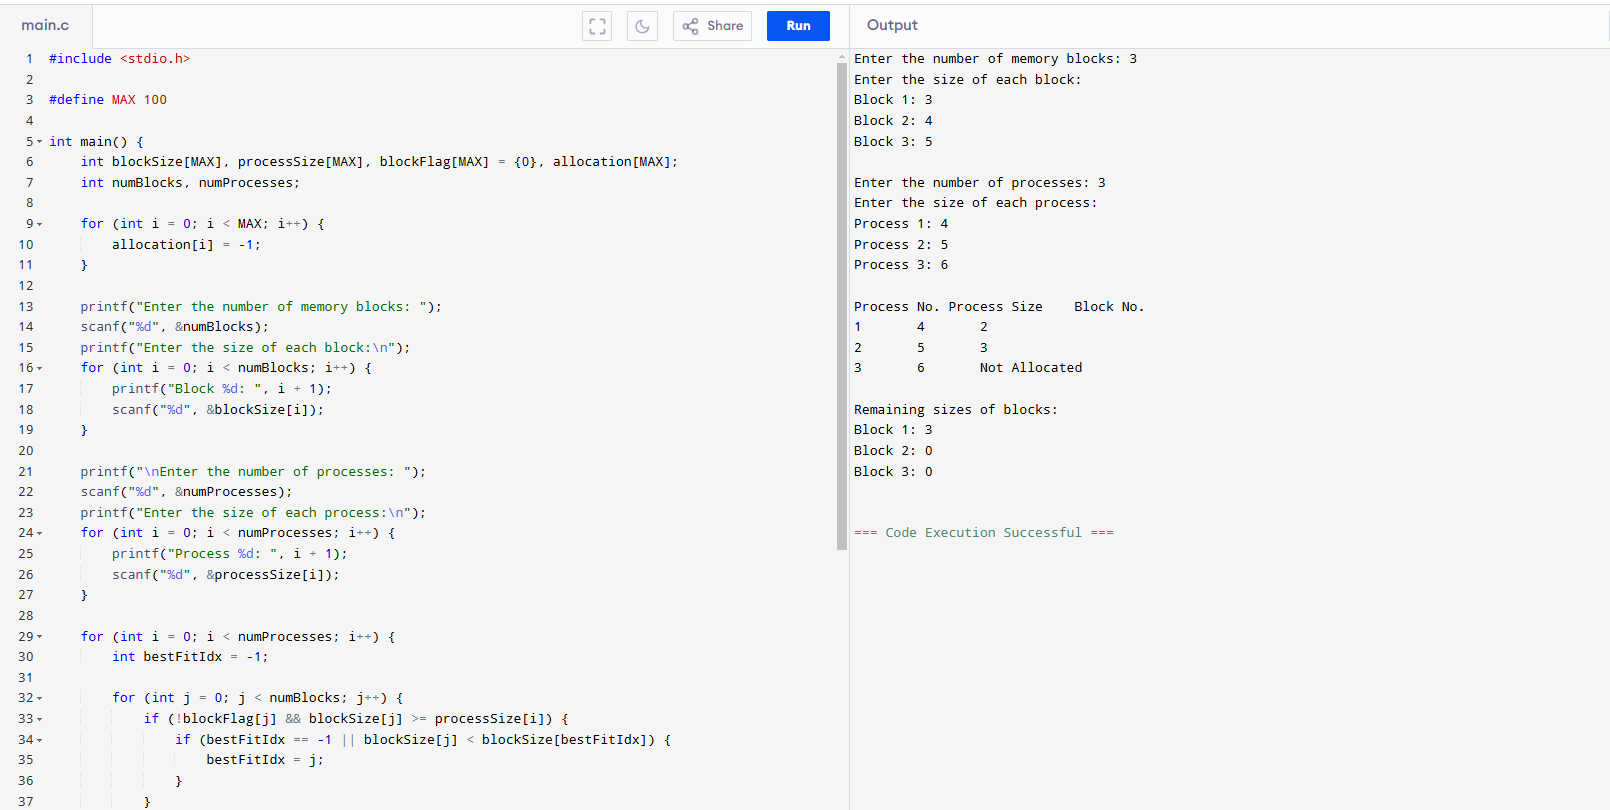 main.c
Share
Run
Output
1 #include <stdio.h>
2
3 #define MAX 100
4
5 int main() {
6 int blockSize[MAX], processSize[MAX], blockFlag[MAX] = {0}, allocation[MAX];
7 int numBlocks, numProcesses;
8
9 for (int i = 0; i < MAX; i++) {
10 allocation[i] = -1;
11 }
12
13 printf("Enter the number of memory blocks: ");
14 scanf("%d", &numBlocks);
15 printf("Enter the size of each block:\n");
16 for (int i = 0; i < numBlocks; i++) {
17 printf("Block %d: ", i + 1);
18 scanf("%d", &blockSize[i]);
19 }
20
21 printf("\nEnter the number of processes: ");
22 scanf("%d", &numProcesses);
23 printf("Enter the size of each process:\n");
24 for (int i = 0; i < numProcesses; i++) {
25 printf("Process %d: ", i + 1);
26 scanf("%d", &processSize[i]);
27 }
28
29 for (int i = 0; i < numProcesses; i++) {
30 int bestFitIdx = -1;
31
32 for (int j = 0; j < numBlocks; j++) {
33 if (!blockFlag[j] && blockSize[j] >= processSize[i]) {
34 if (bestFitIdx == -1 || blockSize[j] < blockSize[bestFitIdx]) {
35 bestFitIdx = j;
36 }
37 }
Enter the number of memory blocks: 3
Enter the size of each block:
Block 1: 3
Block 2: 4
Block 3: 5
Enter the number of processes: 3
Enter the size of each process:
Process 1: 4
Process 2: 5
Process 3: 6
Process No. Process Size Block No.
1 4 2
2 5 3
3 6 Not Allocated
Remaining sizes of blocks:
Block 1: 3
Block 2: 0
Block 3: 0
=== Code Execution Successful ===